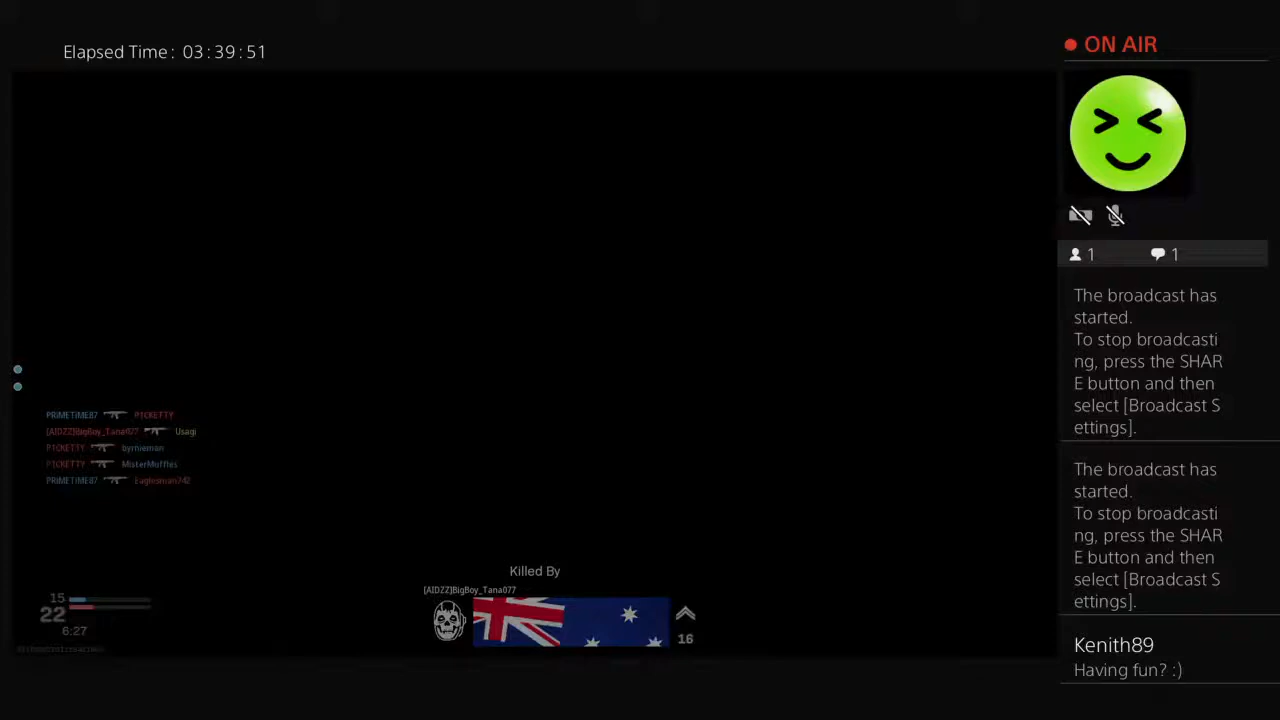 Elapsed Time: 03:39:51
ON AIR
1 1
The broadcast has
started.
To stop broadcasti
ng, press the SHAR
E button and then
select [Broadcast S
ettings].
The broadcast has
started.
To stop broadcasti
ng, press the SHAR
E button and then
select [Broadcast S
ettings].
Kenith89
Having fun? :)
PRiMETiME87 P1CKETTY
[AIDZZ]BigBoy_Tana077 Usagi
P1CKETTY byrnieman
P1CKETTY MisterMuffles
PRiMETiME87 Eaglesman742
Killed By
[AIDZZ]BigBoy_Tana077
16
15
22
6:27